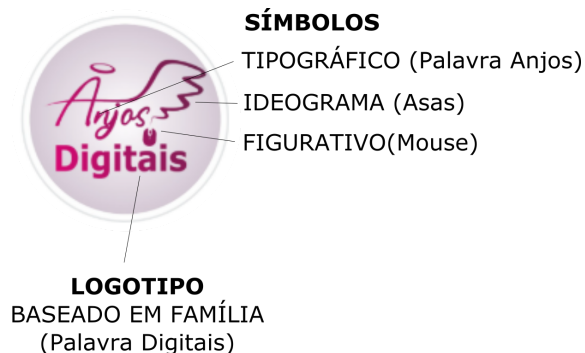 SÍMBOLOS
TIPOGRÁFICO (Palavra Anjos)
IDEOGRAMA (Asas)
FIGURATIVO(Mouse)
Anjos
Digitais
LOGOTIPO
BASEADO EM FAMÍLIA
(Palavra Digitais)